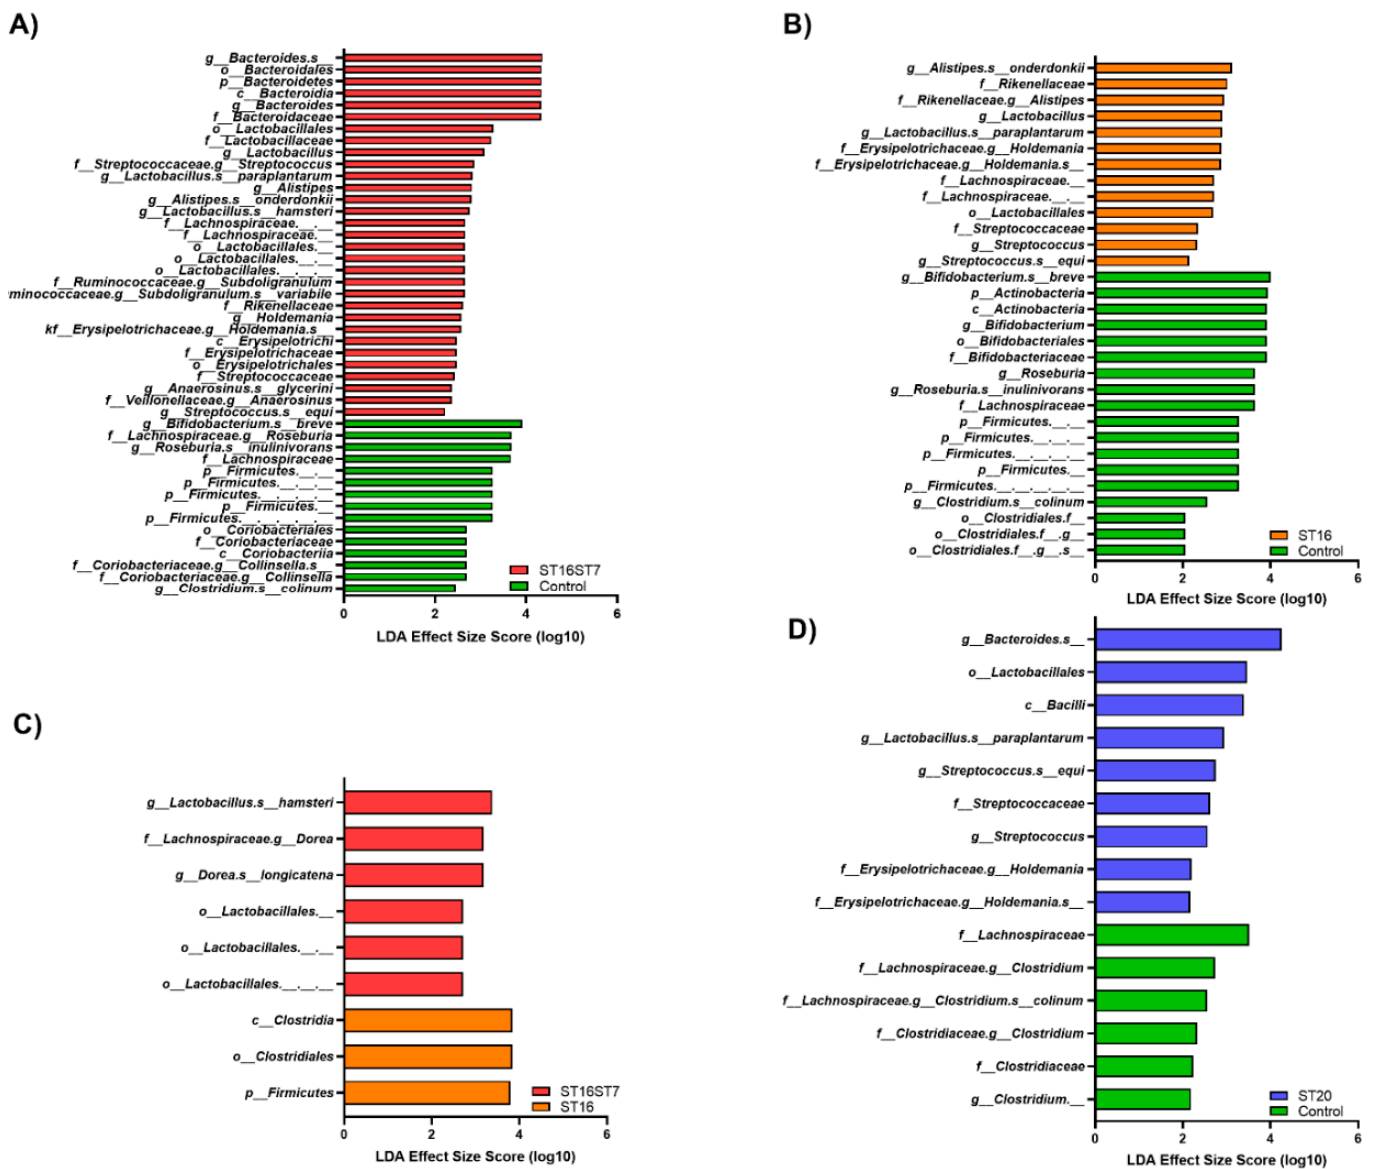 A)
g__Bacteroides.s__
o__Bacteroidales
p__Bacteroidetes
c__Bacteroidia
g__Bacteroides
f__Bacteroidaceae
o__Lactobacillales
f__Lactobacillaceae
g__Lactobacillus
f__Streptococcaceae.g__Streptococcus
g__Lactobacillus.s__paraplantarum
g__Alistipes
g__Alistipes.s__onderdonkii
g__Lactobacillus.s__hamsteri
f__Lachnospiraceae.__.__
f__Lachnospiraceae.__
o__Lactobacillales.__
o__Lactobacillales.__.__
o__Lactobacillales.__.__.__
f__Ruminococcaceae.g__Subdoligranulum
minococcaceae.g__Subdoligranulum.s__variabile
f__Rikenellaceae
g__Holdemania
kf__Erysipelotrichaceae.g__Holdemania.s__
c__Erysipelotrichi
f__Erysipelotrichaceae
o__Erysipelotrichales
f__Streptococcaceae
g__Anaerosinus.s__glycerini
f__Veillonellaceae.g__Anaerosinus
g__Streptococcus.s__equi
g__Bifidobacterium.s__breve
f__Lachnospiraceae.g__Roseburia
g__Roseburia.s__inulinivorans
f__Lachnospiraceae
p__Firmicutes.__.__
p__Firmicutes.__.__.__
p__Firmicutes.__.__.__.__
p__Firmicutes.__
p__Firmicutes.__.__.__.__.__
o__Coriobacteriales
f__Coriobacteriaceae
c__Coriobacteriia
f__Coriobacteriaceae.g__Collinsella.s__
f__Coriobacteriaceae.g__Collinsella
g__Clostridium.s__colinum
ST16ST7
Control
0 2 4 6
LDA Effect Size Score (log10)
B)
g__Alistipes.s__onderdonkii
f__Rikenellaceae
f__Rikenellaceae.g__Alistipes
g__Lactobacillus
g__Lactobacillus.s__paraplantarum
f__Erysipelotrichaceae.g__Holdemania
f__Erysipelotrichaceae.g__Holdemania.s__
f__Lachnospiraceae.__
f__Lachnospiraceae.__.__
o__Lactobacillales
f__Streptococcaceae
g__Streptococcus
g__Streptococcus.s__equi
g__Bifidobacterium.s__breve
p__Actinobacteria
c__Actinobacteria
g__Bifidobacterium
o__Bifidobacteriales
f__Bifidobacteriaceae
g__Roseburia
g__Roseburia.s__inulinivorans
f__Lachnospiraceae
p__Firmicutes.__.__
p__Firmicutes.__.__.__
p__Firmicutes.__.__.__.__
p__Firmicutes.__
p__Firmicutes.__.__.__.__.__
g__Clostridium.s__colinum
o__Clostridiales.f__
o__Clostridiales.f__.g__
o__Clostridiales.f__.g__.s__
ST16
Control
0 2 4 6
LDA Effect Size Score (log10)
C)
g__Lactobacillus.s__hamsteri
f__Lachnospiraceae.g__Dorea
g__Dorea.s__longicatena
o__Lactobacillales.__
o__Lactobacillales.__.__
o__Lactobacillales.__.__.__
c__Clostridia
o__Clostridiales
p__Firmicutes
ST16ST7
ST16
0 2 4 6
LDA Effect Size Score (log10)
D)
g__Bacteroides.s__
o__Lactobacillales
c__Bacilli
g__Lactobacillus.s__paraplantarum
g__Streptococcus.s__equi
f__Streptococcaceae
g__Streptococcus
f__Erysipelotrichaceae.g__Holdemania
f__Erysipelotrichaceae.g__Holdemania.s__
f__Lachnospiraceae
f__Lachnospiraceae.g__Clostridium
f__Lachnospiraceae.g__Clostridium.s__colinum
f__Clostridiaceae.g__Clostridium
f__Clostridiaceae
g__Clostridium.__
ST20
Control
0 2 4 6
LDA Effect Size Score (log10)